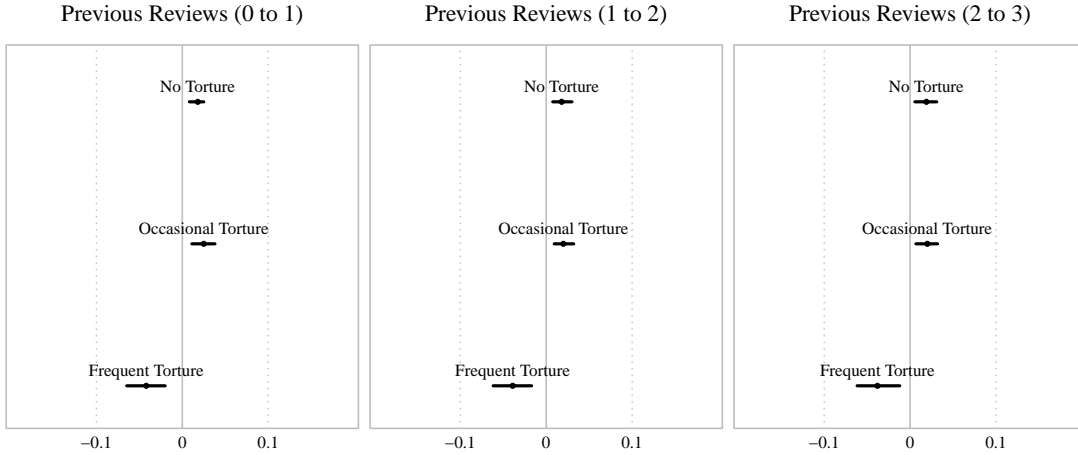 Previous Reviews (0 to 1)
No Torture
Occasional Torture
Frequent Torture
−0.1 0 0.1
Previous Reviews (1 to 2)
No Torture
Occasional Torture
Frequent Torture
−0.1 0 0.1
Previous Reviews (2 to 3)
No Torture
Occasional Torture
Frequent Torture
−0.1 0 0.1